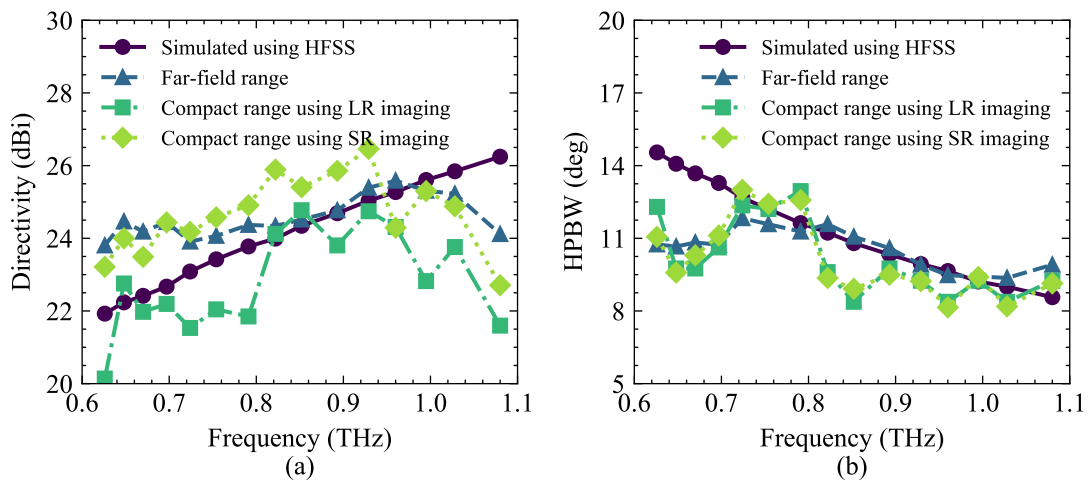 30
28
26
24
22
20
Directivity (dBi)
Simulated using HFSS
Far-field range
Compact range using LR imaging
Compact range using SR imaging
0.6 0.7 0.8 0.9 1.0 1.1
Frequency (THz)
(a)
20
17
14
11
8
5
HPBW (deg)
Simulated using HFSS
Far-field range
Compact range using LR imaging
Compact range using SR imaging
0.6 0.7 0.8 0.9 1.0 1.1
Frequency (THz)
(b)